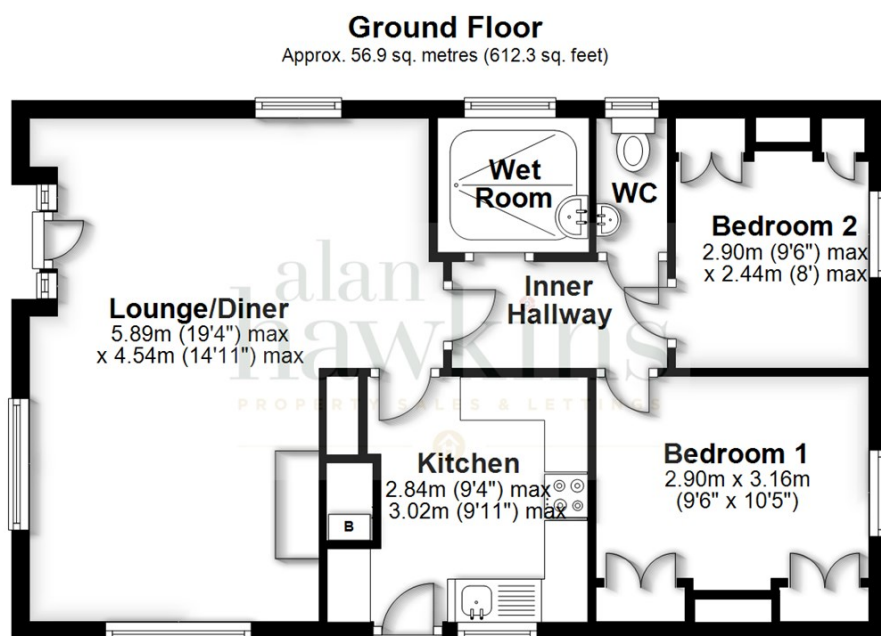 Ground Floor
Approx. 56.9 sq. metres (612.3 sq. feet)
Wet
Room
WC
Bedroom 2
2.90m (9'6") max
x 2.44m (8') max
Inner
Hallway
Lounge/Diner
5.89m (19'4") max
x 4.54m (14'11") max
alan
hawkins
PROPERTY SALES & LETTINGS
Kitchen
2.84m (9'4") max
3.02m (9'11") max
B
Bedroom 1
2.90m x 3.16m
(9'6" x 10'5")